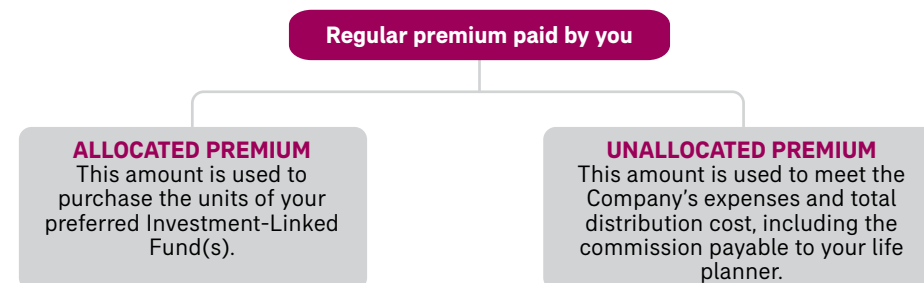 Regular premium paid by you
ALLOCATED PREMIUM
This amount is used to
purchase the units of your
preferred Investment-Linked
Fund(s).
UNALLOCATED PREMIUM
This amount is used to meet the
Company's expenses and total
distribution cost, including the
commission payable to your life
planner.